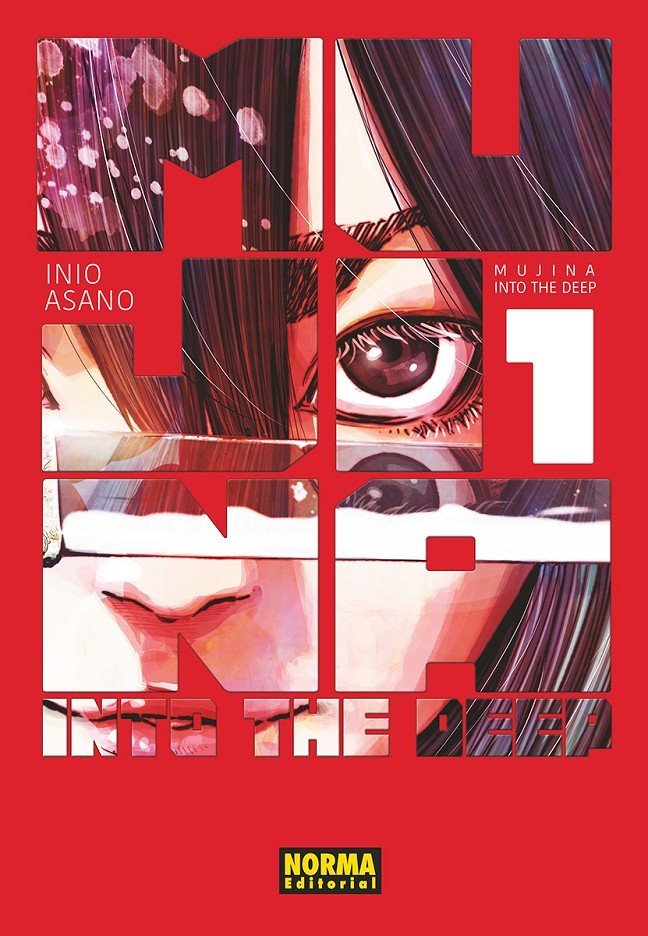 MU
INIO
ASANO
MUJINA
INTO THE DEEP
JI
1
NA
INTO THE DEEP
NORMA
Editorial